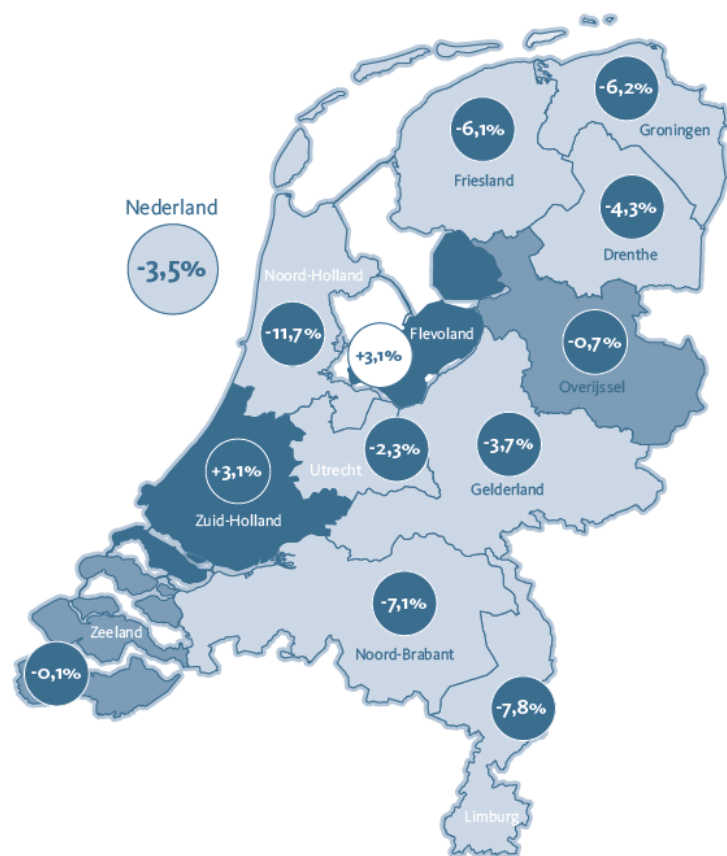 -6,2%
Groningen
-6,1%
Friesland
-4,3%
Drenthe
Nederland
-3,5%
Noord-Holland
-11,7%
Flevoland
+3,1%
-0,7%
Overijssel
-2,3%
Utrecht
-3,7%
Gelderland
+3,1%
Zuid-Holland
-7,1%
Noord-Brabant
Zeeland
-0,1%
-7,8%
Limburg